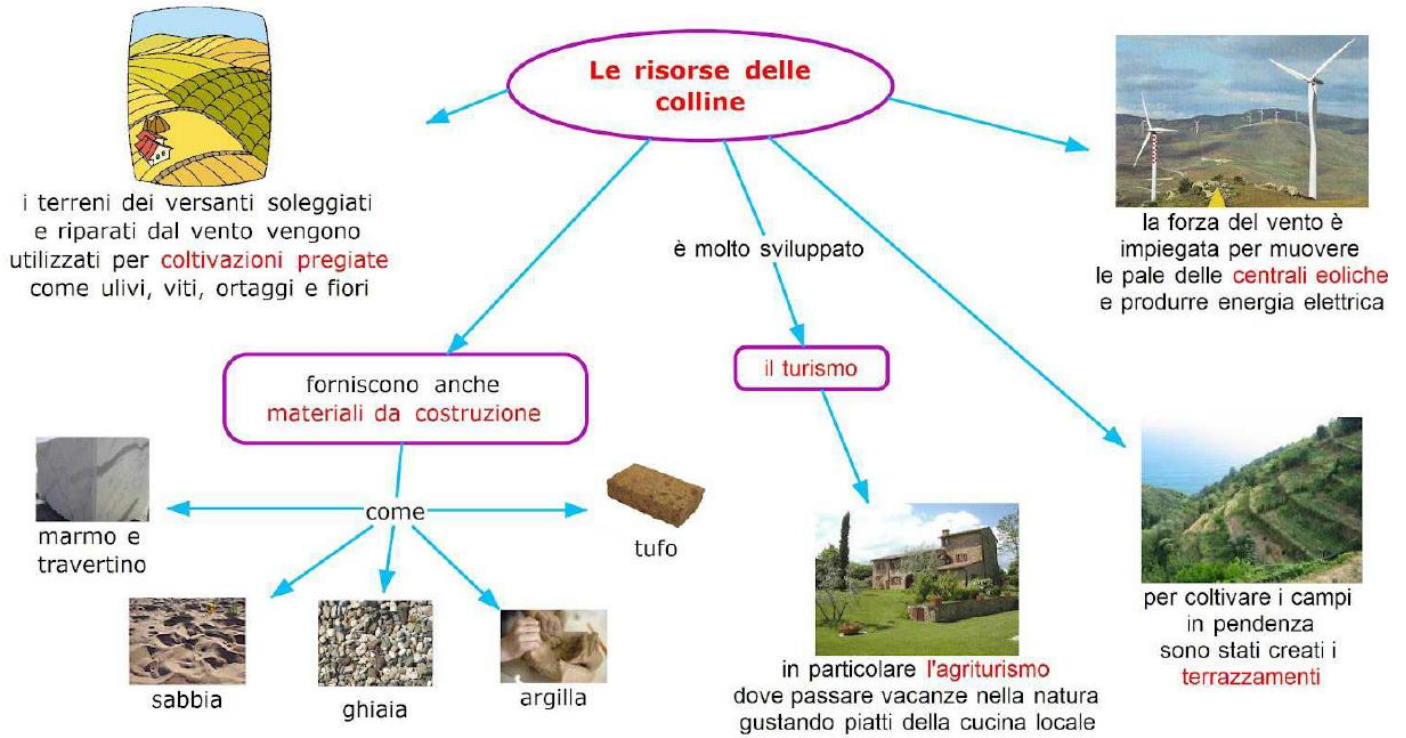 Le risorse delle
colline
i terreni dei versanti soleggiati
e riparati dal vento vengono
utilizzati per coltivazioni pregiate
come ulivi, viti, ortaggi e fiori
è molto sviluppato
la forza del vento è
impiegata per muovere
le pale delle centrali eoliche
e produrre energia elettrica
forniscono anche
materiali da costruzione
il turismo
come
marmo e
travertino
tufo
sabbia
ghiaia
argilla
in particolare l'agriturismo
dove passare vacanze nella natura
gustando piatti della cucina locale
per coltivare i campi
in pendenza
sono stati creati i
terrazzamenti